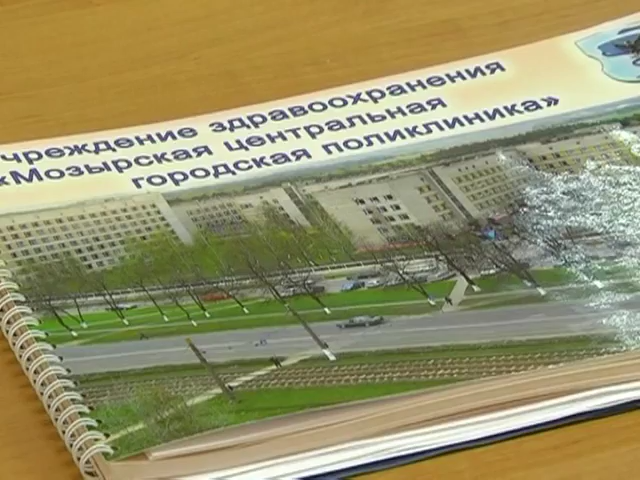 чреждение здравоохранения
«Мозырская центральная
городская поликлиника»